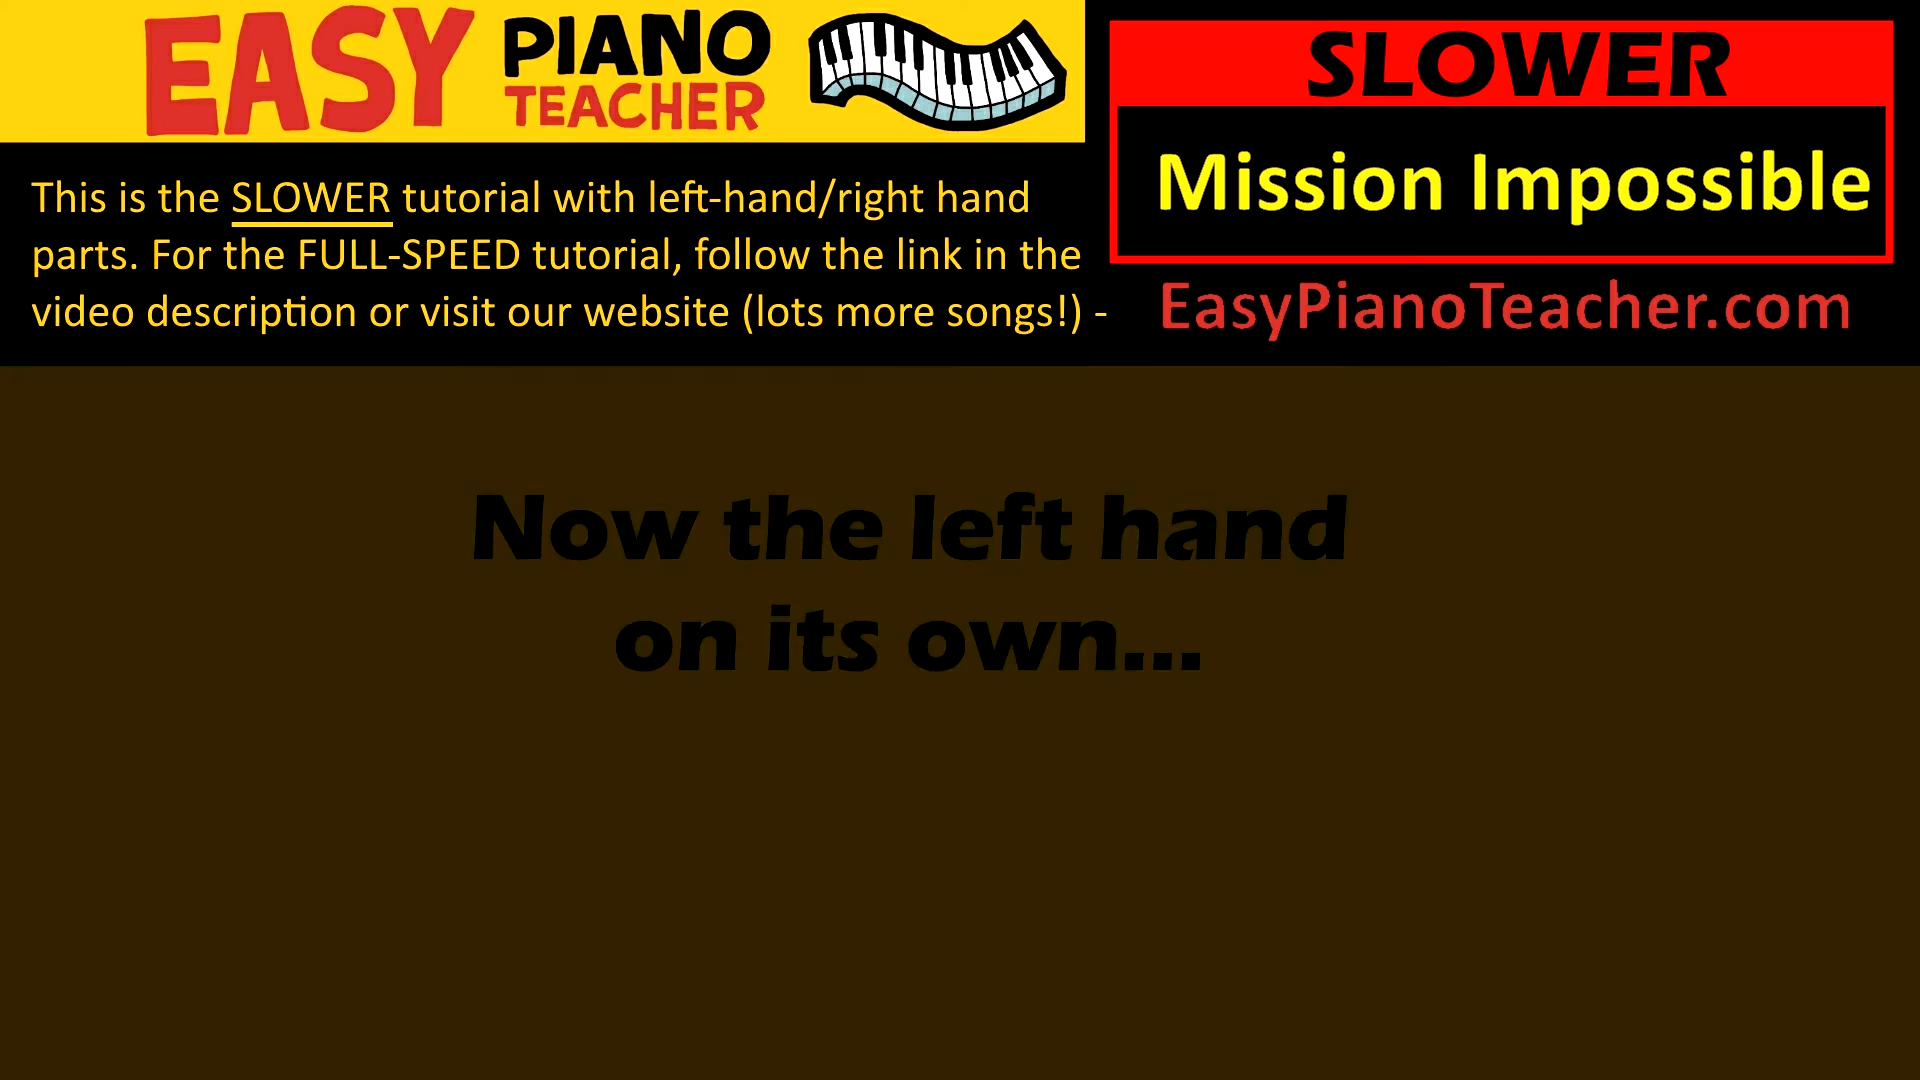 EASY PIANO TEACHER
SLOWER
Mission Impossible
This is the SLOWER tutorial with left-hand/right hand
parts. For the FULL-SPEED tutorial, follow the link in the
video description or visit our website (lots more songs!) -
EasyPianoTeacher.com
Now the left hand
on its own...